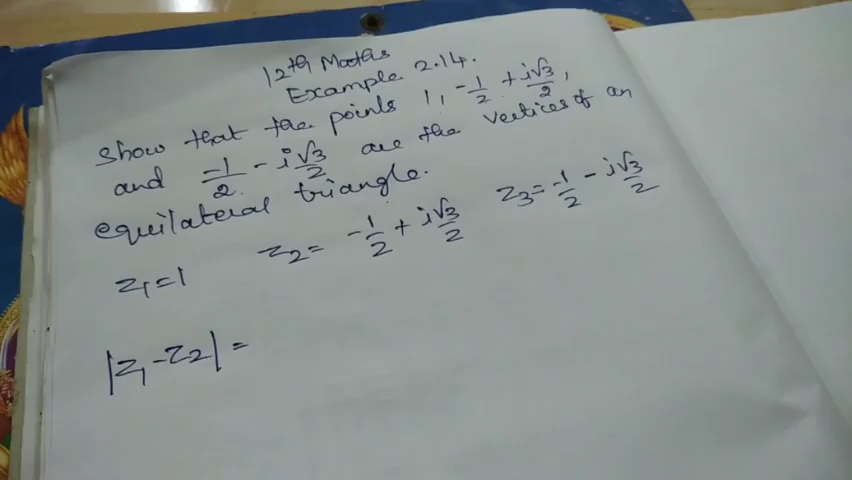 12th Maths
Example 2.14.
Show that the points 1, -1/2 + i√3/2,
and -1/2 - i√3/2 are the vertices of an
equilateral triangle.
z₁=1 z₂= -1/2 + i√3/2 z₃= -1/2 - i√3/2
|z₁-z₂| =